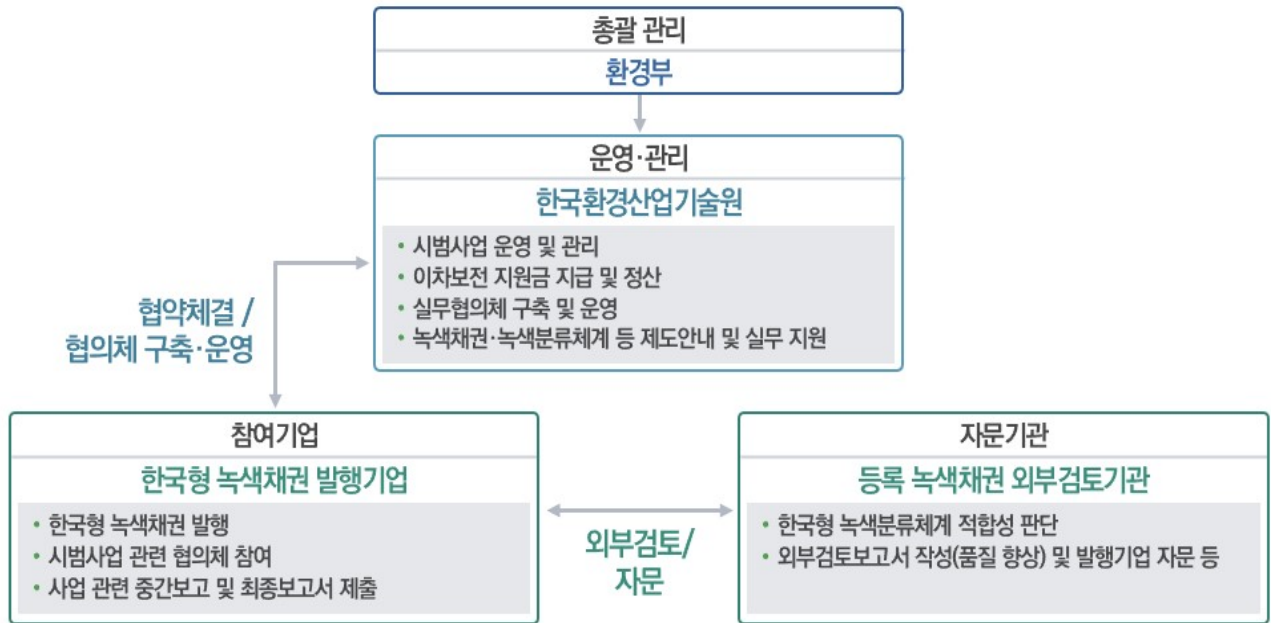 총괄 관리
환경부
운영·관리
한국환경산업기술원
• 시범사업 운영 및 관리
• 이차보전 지원금 지급 및 정산
• 실무협의체 구축 및 운영
• 녹색채권·녹색분류체계 등 제도안내 및 실무 지원
협약체결 /
협의체 구축·운영
참여기업
한국형 녹색채권 발행기업
• 한국형 녹색채권 발행
• 시범사업 관련 협의체 참여
• 사업 관련 중간보고 및 최종보고서 제출
외부검토/
자문
자문기관
등록 녹색채권 외부검토기관
• 한국형 녹색분류체계 적합성 판단
• 외부검토보고서 작성(품질 향상) 및 발행기업 자문 등